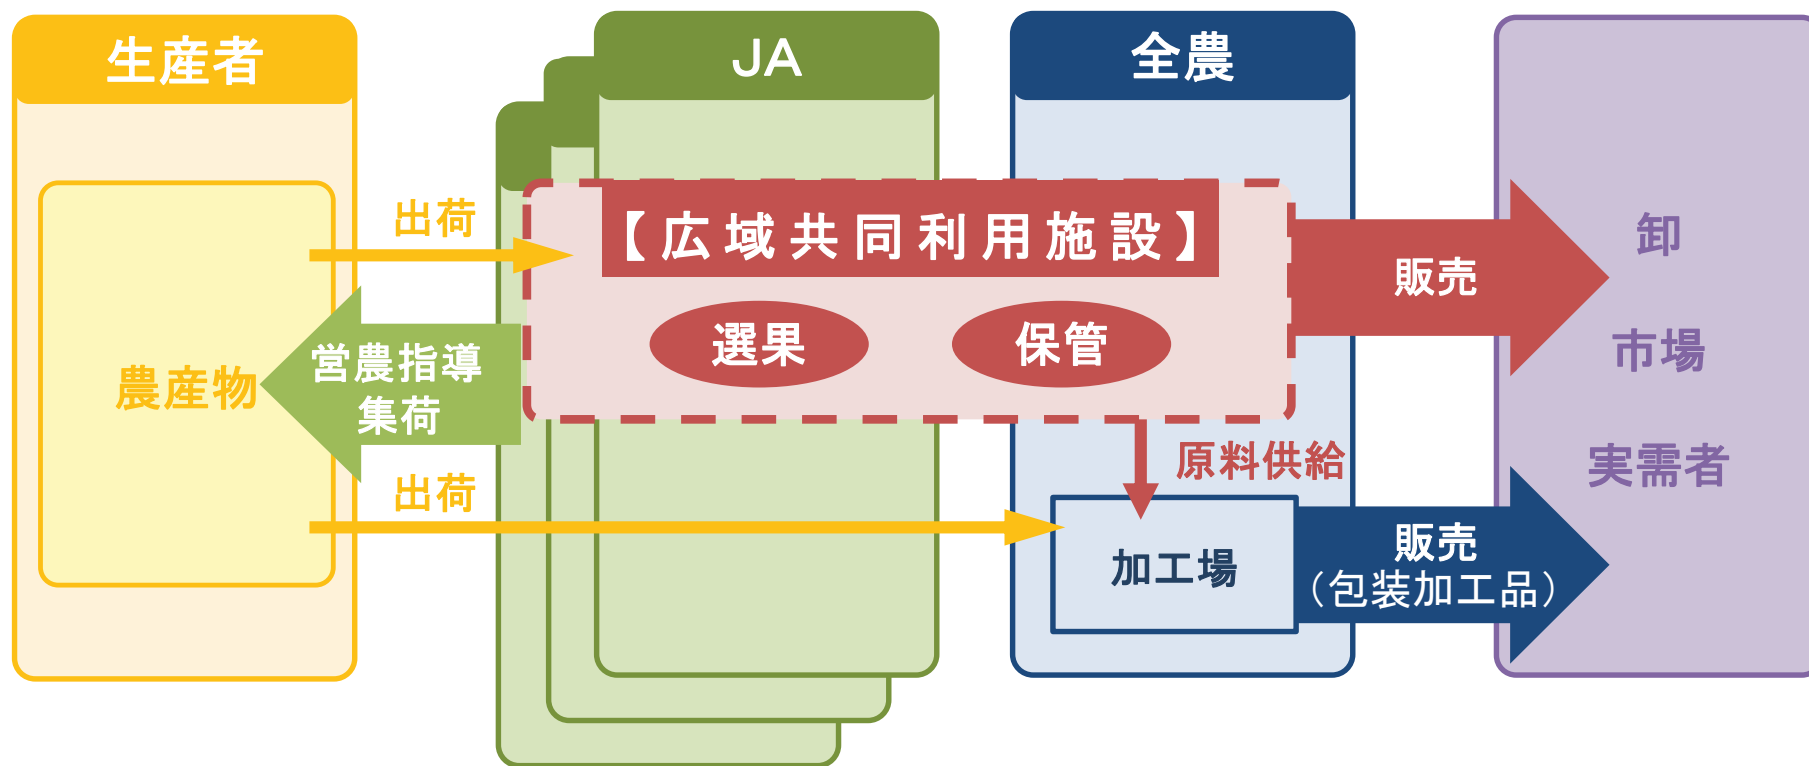 生産者
JA
全農
出荷
【広域共同利用施設】
選果
保管
農産物
営農指導
集荷
出荷
原料供給
加工場
販売
販売
（包装加工品）
卸
市場
実需者